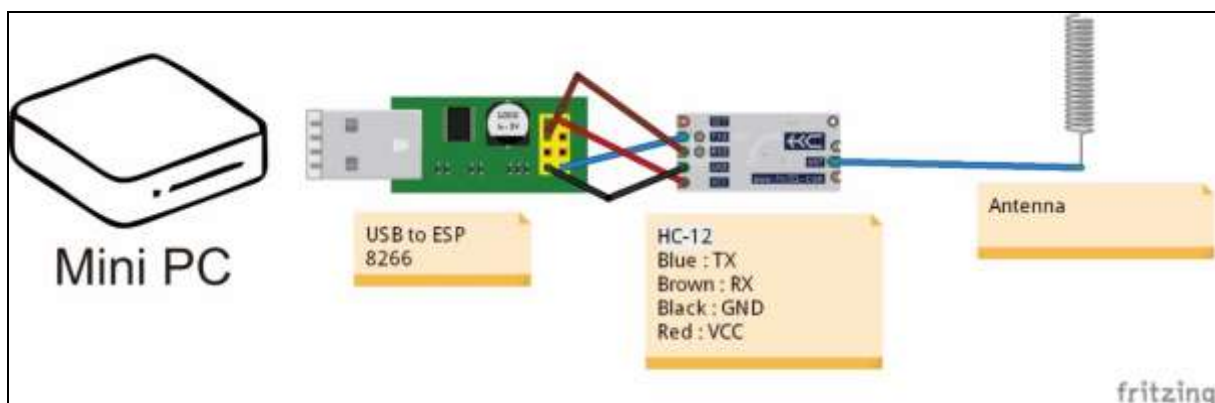 Mini PC
USB to ESP
8266
HC-12
Blue : TX
Brown : RX
Black : GND
Red : VCC
Antenna
fritzing